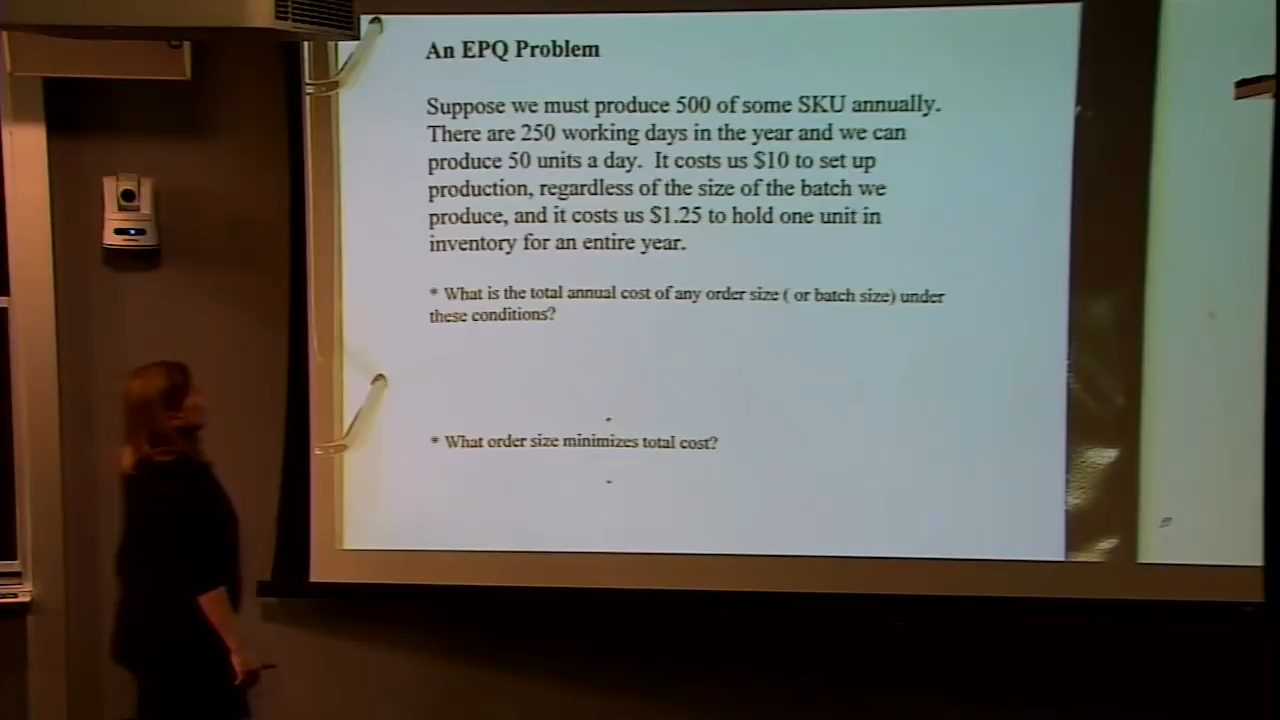 An EPQ Problem
Suppose we must produce 500 of some SKU annually.
There are 250 working days in the year and we can
produce 50 units a day. It costs us $10 to set up
production, regardless of the size of the batch we
produce, and it costs us $1.25 to hold one unit in
inventory for an entire year.
* What is the total annual cost of any order size ( or batch size) under
these conditions?
* What order size minimizes total cost?